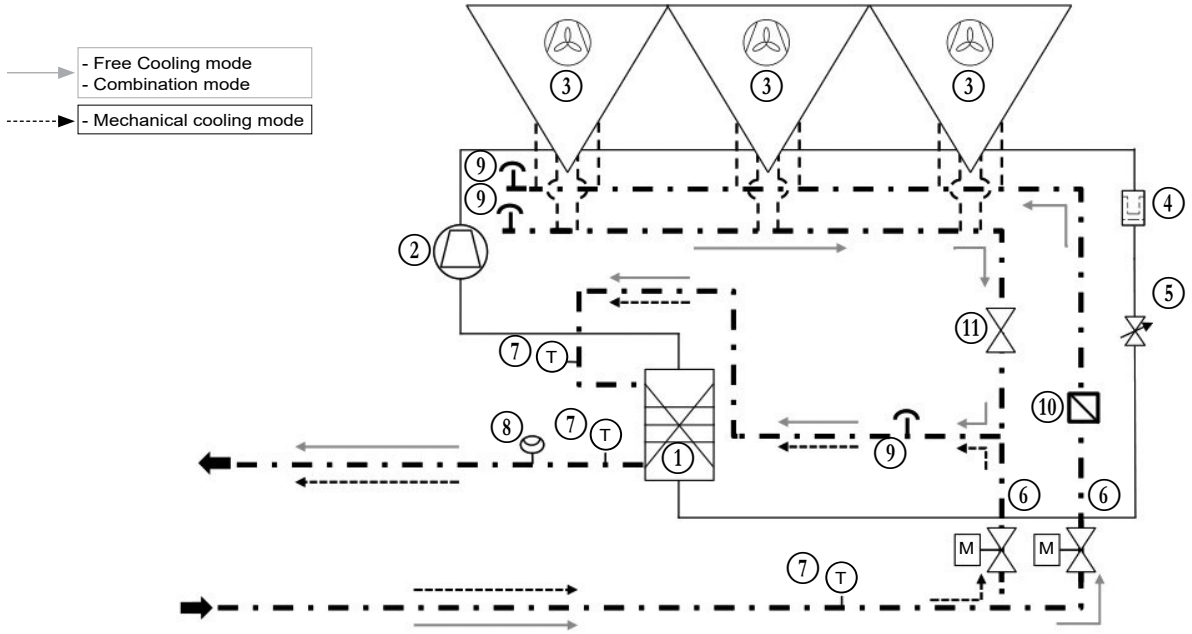 - Free Cooling mode
- Combination mode
- Mechanical cooling mode
3
3
3
9
9
4
2
5
11
7
T
10
8
7
T
1
9
6
6
M
M
7
T